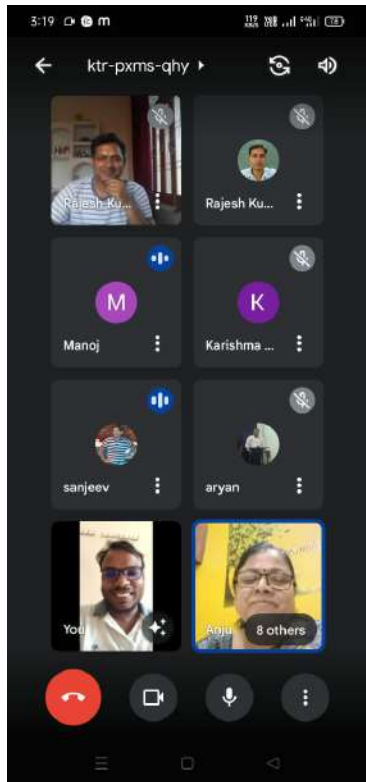 3:19
ktr-pxms-qhy
Rajesh Ku...
Rajesh Ku...
M
K
Manoj
Karishma ...
sanjeev
aryan
You
Anju
8 others